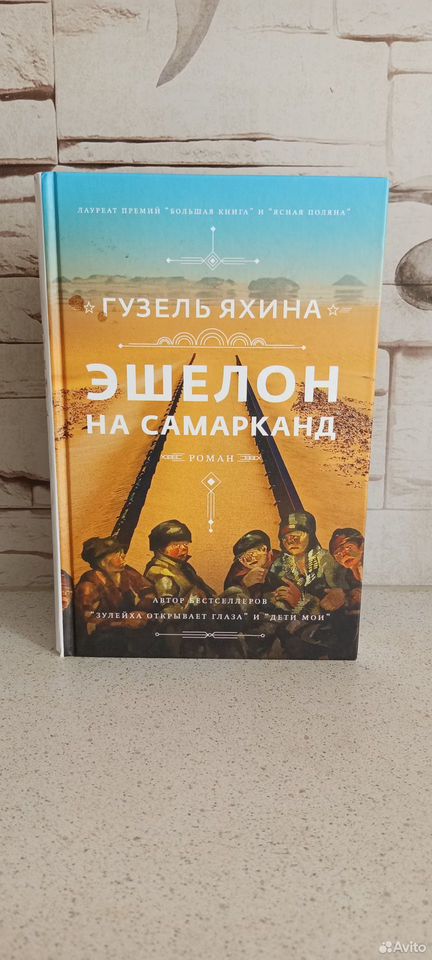 ЛАУРЕАТ ПРЕМИЙ "БОЛЬШАЯ КНИГА" И "ЯСНАЯ ПОЛЯНА"
ГУЗЕЛЬ ЯХИНА
ЭШЕЛОН
НА САМАРКАНД
РОМАН
АВТОР БЕСТСЕЛЛЕРОВ
"ЗУЛЕЙХА ОТКРЫВАЕТ ГЛАЗА" И "ДЕТИ МОИ"
Avito